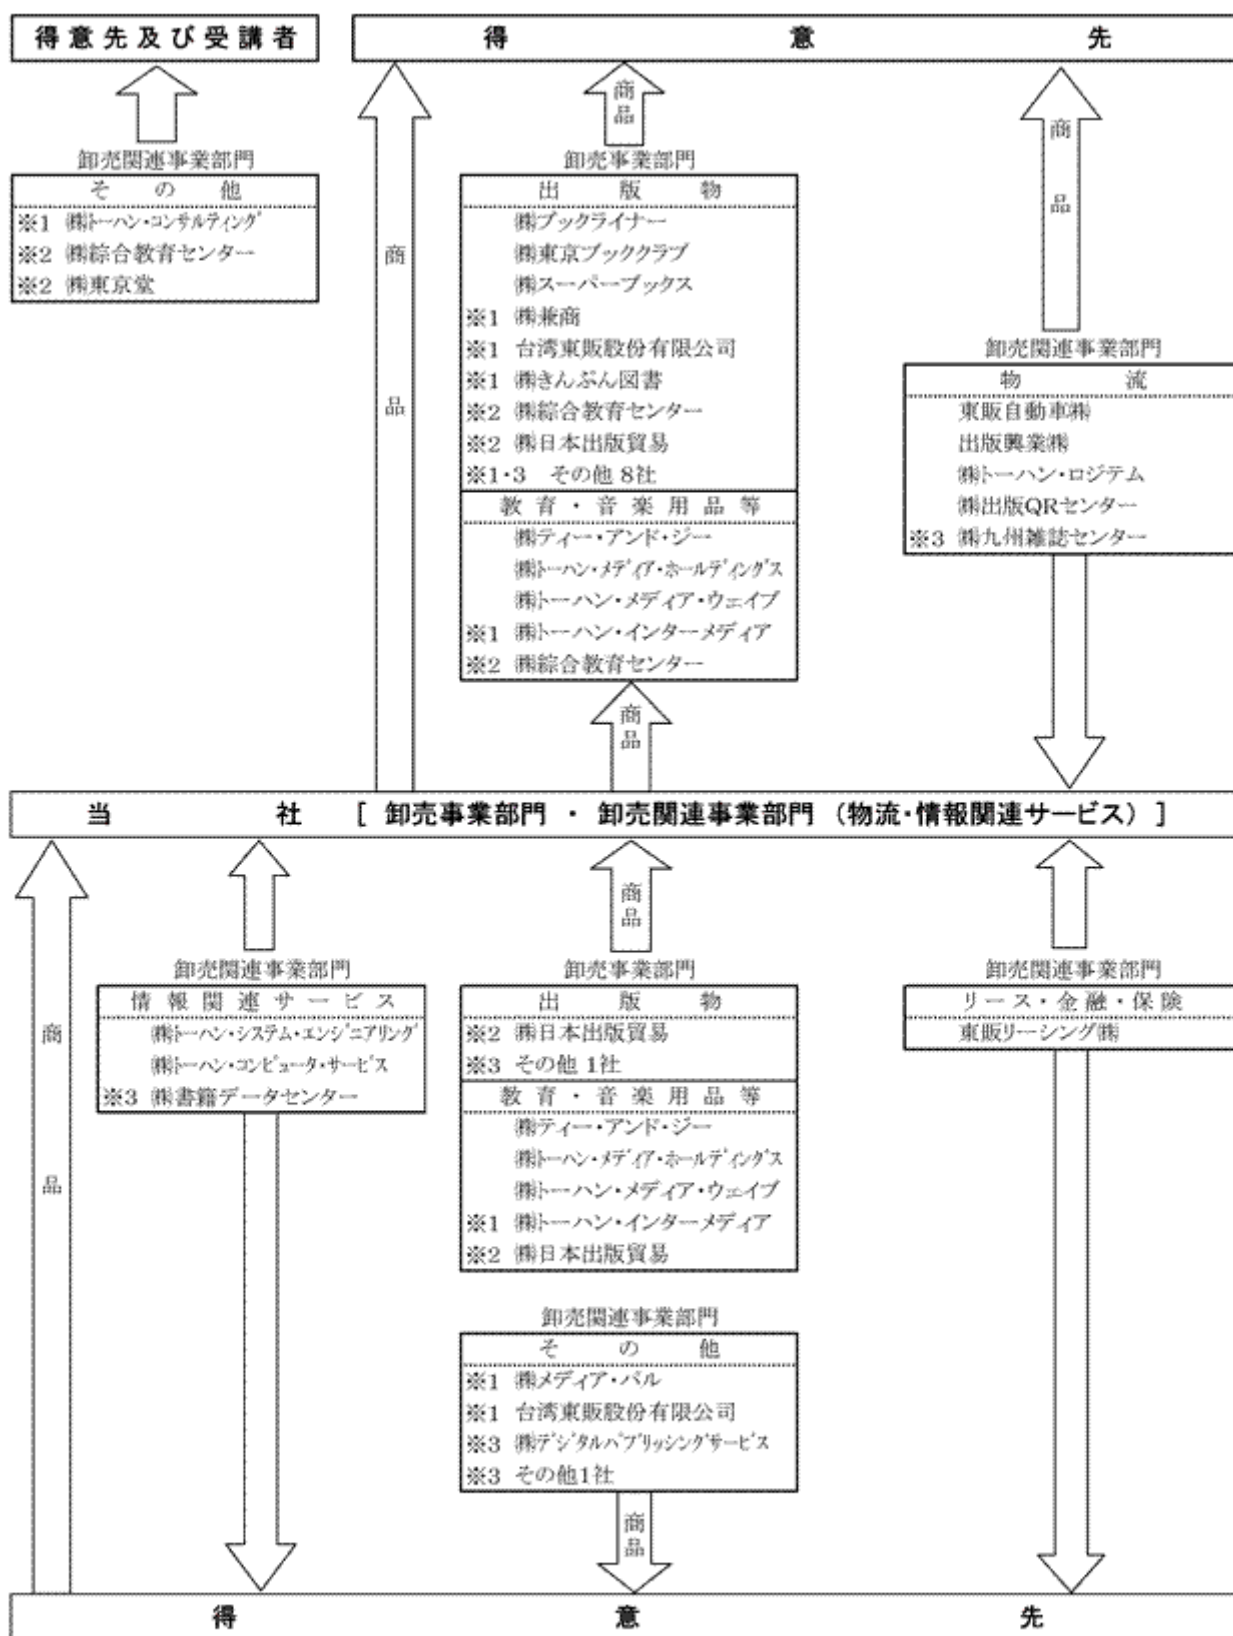 得意先及び受講者
得意先
商品
卸売関連事業部門
その他
※1 ㈱トーハン・コンサルティング
※2 ㈱綜合教育センター
※2 ㈱東京堂
商品
卸売事業部門
出版物
㈱ブックライナー
㈱東京ブッククラブ
㈱スーパーブックス
※1 ㈱兼商
※1 台湾東販股份有限公司
※1 ㈱きんぶん図書
※2 ㈱綜合教育センター
※2 ㈱日本出版貿易
※1・3 その他 8社
教育・音楽用品等
㈱ティー・アンド・ジー
㈱トーハン・メディア・ホールディングス
㈱トーハン・メディア・ウェイブ
※1 ㈱トーハン・インターメディア
※2 ㈱綜合教育センター
商品
商品
卸売関連事業部門
物流
東販自動車㈱
出版興業㈱
㈱トーハン・ロジテム
㈱出版QRセンター
※3 ㈱九州雑誌センター
当社 [ 卸売事業部門 ・ 卸売関連事業部門 （物流・情報関連サービス） ]
商品
卸売関連事業部門
情報関連サービス
㈱トーハン・システム・エンジニアリング
㈱トーハン・コンピュータ・サービス
※3 ㈱書籍データセンター
商品
卸売事業部門
出版物
※2 ㈱日本出版貿易
※3 その他 1社
教育・音楽用品等
㈱ティー・アンド・ジー
㈱トーハン・メディア・ホールディングス
㈱トーハン・メディア・ウェイブ
※1 ㈱トーハン・インターメディア
※2 ㈱日本出版貿易
卸売関連事業部門
その他
※1 ㈱メディア・パル
※1 台湾東販股份有限公司
※3 ㈱デジタルパブリッシングサービス
※3 その他1社
商品
卸売関連事業部門
リース・金融・保険
東販リーシング㈱
得意先